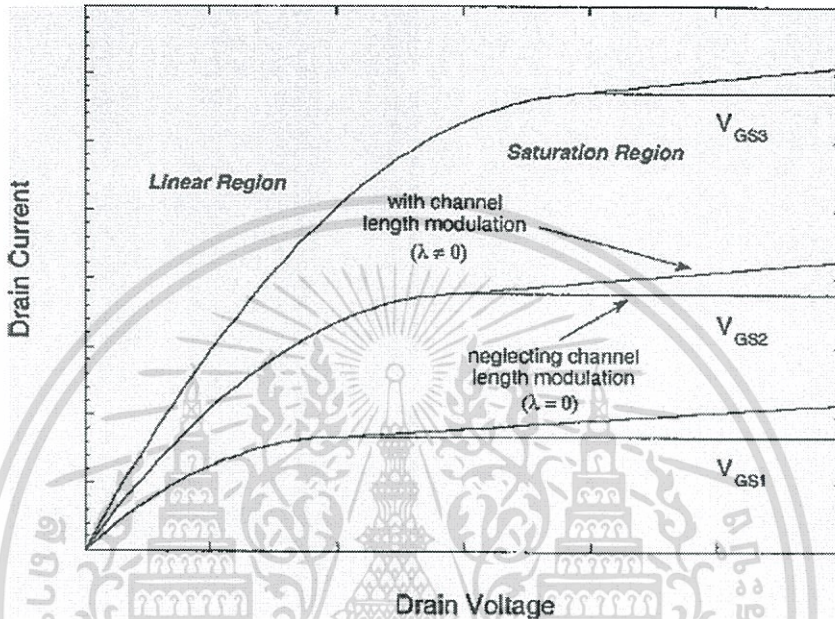 Drain Current
V_GS3
Saturation Region
Linear Region
with channel
length modulation
(λ ≠ 0)
V_GS2
neglecting channel
length modulation
(λ = 0)
V_GS1
Drain Voltage